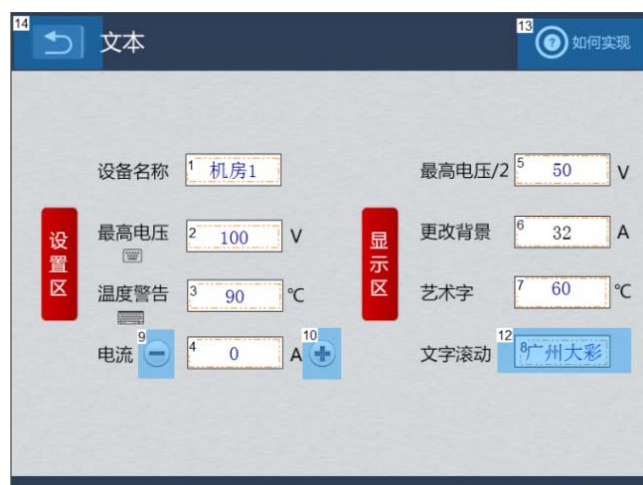 14 文本 13 如何实现
设备名称 1 机房1
最高电压/2 5 50 V
设置区
最高电压 2 100 V
显示区
更改背景 6 32 A
温度警告 3 90 ℃
艺术字 7 60 ℃
电流 9 4 0 A 10
文字滚动 12 8 广州大彩